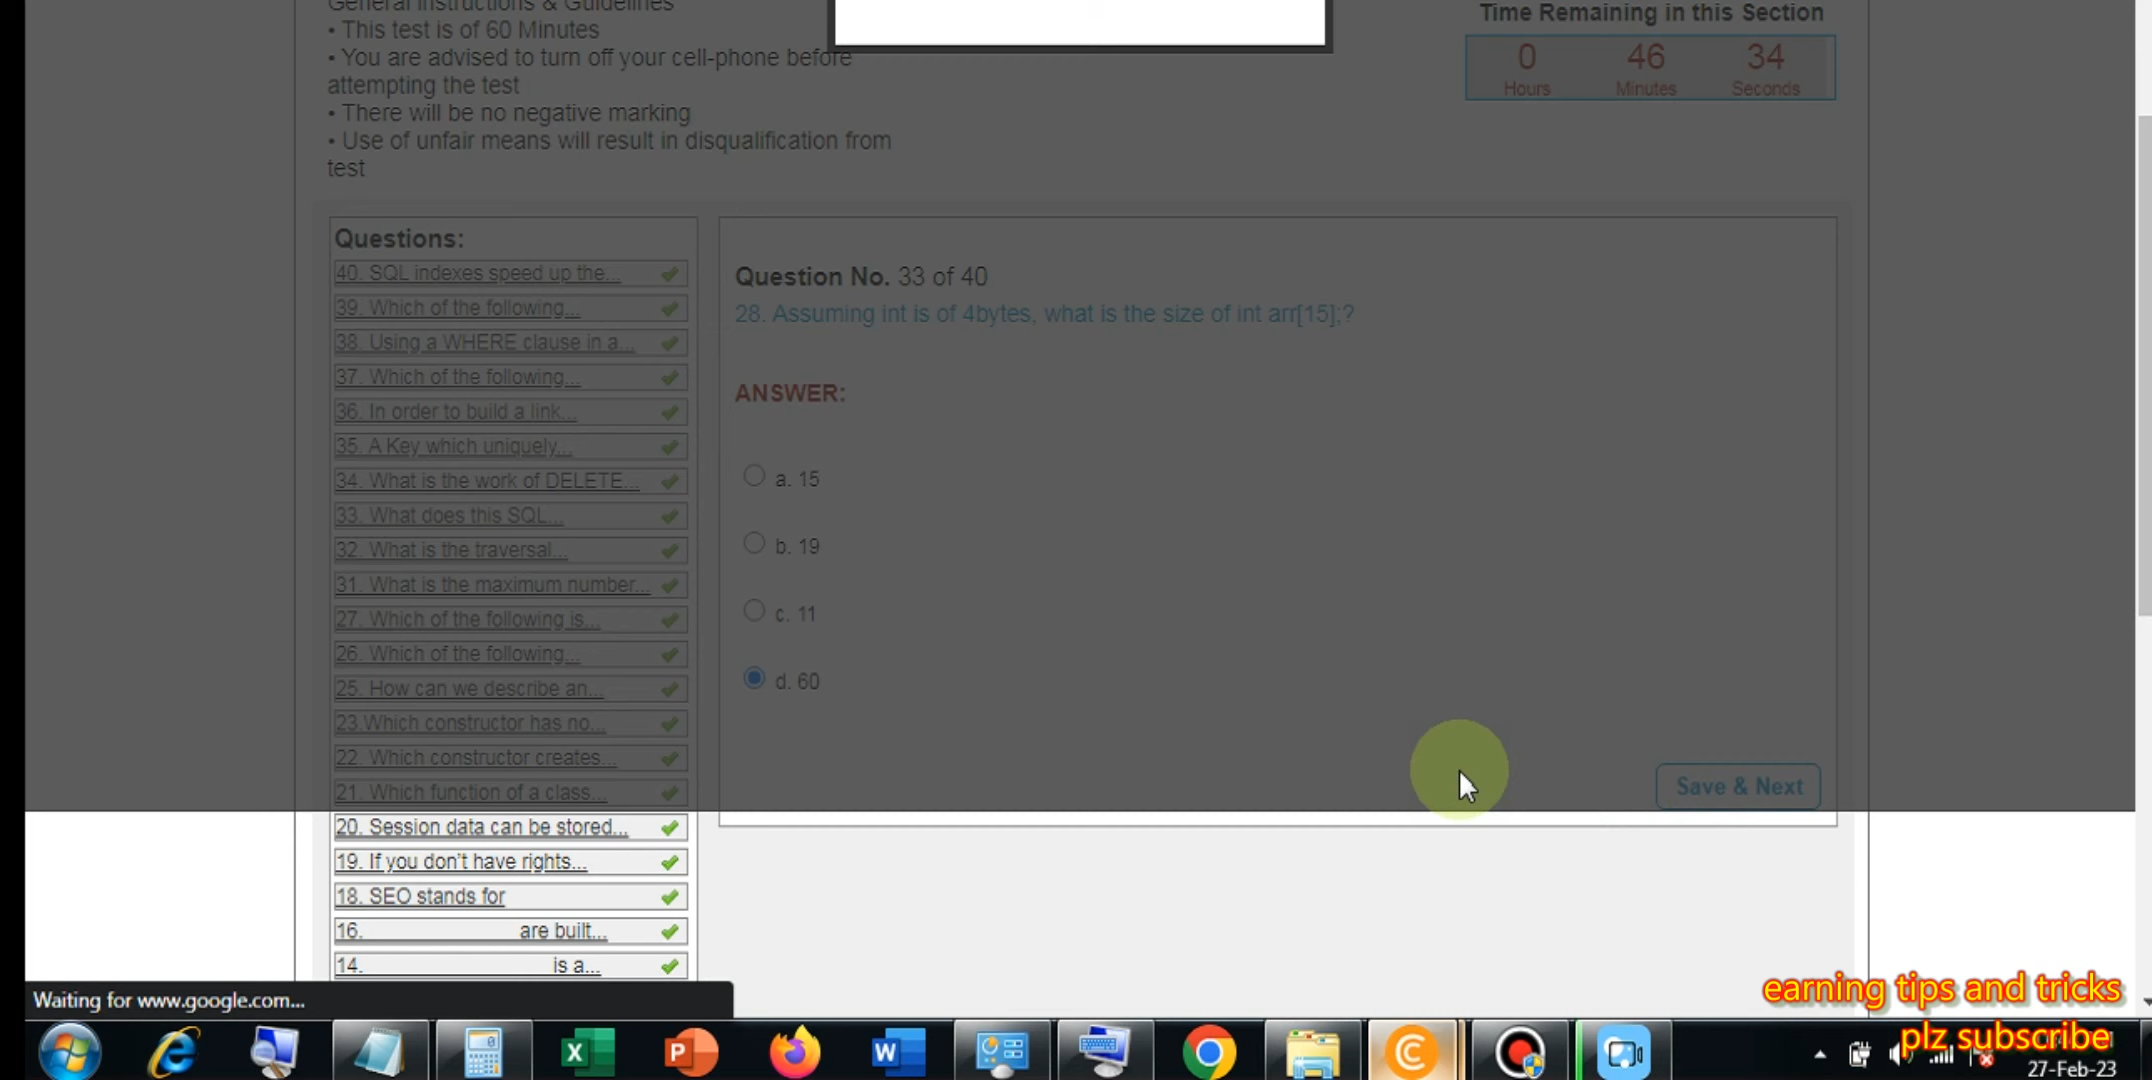 General Instructions & Guidelines
• This test is of 60 Minutes
• You are advised to turn off your cell-phone before
attempting the test
• There will be no negative marking
• Use of unfair means will result in disqualification from
test
Time Remaining in this Section
0 46 34
Hours Minutes Seconds
Questions:
40. SQL indexes speed up the...
39. Which of the following...
38. Using a WHERE clause in a...
37. Which of the following...
36. In order to build a link...
35. A Key which uniquely...
34. What is the work of DELETE...
33. What does this SQL...
32. What is the traversal...
31. What is the maximum number...
27. Which of the following is...
26. Which of the following...
25. How can we describe an...
23.Which constructor has no...
22. Which constructor creates...
21. Which function of a class...
20. Session data can be stored...
19. If you don't have rights...
18. SEO stands for
16. ____________ are built...
14. _______________ is a...
Question No. 33 of 40
28. Assuming int is of 4bytes, what is the size of int arr[15];?
ANSWER:
a. 15
b. 19
c. 11
d. 60
Save & Next
Waiting for www.google.com...
earning tips and tricks
plz subscribe
27-Feb-23